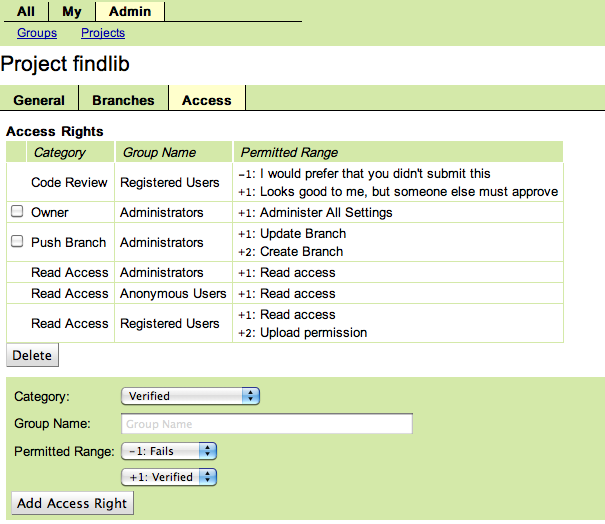 All My Admin
Groups Projects
Project findlib
General Branches Access
Access Rights
Category Group Name Permitted Range
Code Review Registered Users -1: I would prefer that you didn't submit this
+1: Looks good to me, but someone else must approve
Owner Administrators +1: Administer All Settings
Push Branch Administrators +1: Update Branch
+2: Create Branch
Read Access Administrators +1: Read access
Read Access Anonymous Users +1: Read access
Read Access Registered Users +1: Read access
+2: Upload permission
Delete
Category: Verified
Group Name: Group Name
Permitted Range: -1: Fails
+1: Verified
Add Access Right